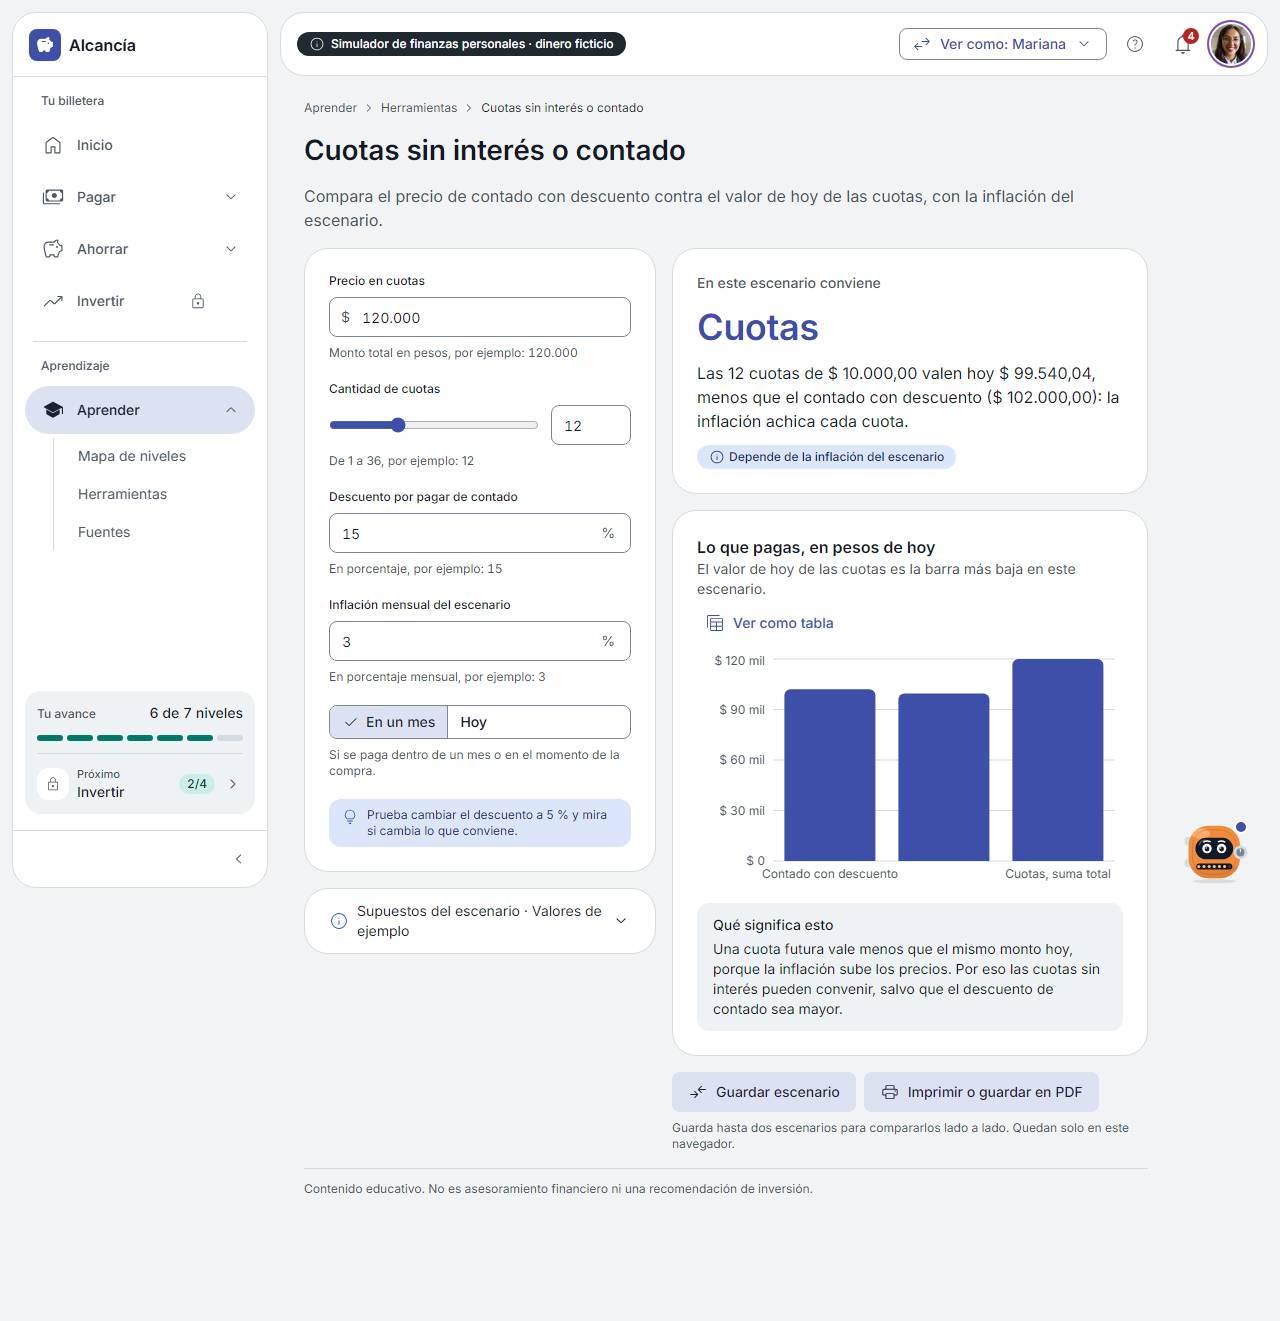 Alcancía
Simulador de finanzas personales · dinero ficticio
Ver como: Mariana
4
Tu billetera
Inicio
Pagar
Ahorrar
Invertir
Aprendizaje
Aprender
Mapa de niveles
Herramientas
Fuentes
Tu avance
6 de 7 niveles
Próximo
Invertir
2/4
Aprender > Herramientas > Cuotas sin interés o contado
Cuotas sin interés o contado
Compara el precio de contado con descuento contra el valor de hoy de las cuotas, con la inflación del
escenario.
Precio en cuotas
$ 120.000
Monto total en pesos, por ejemplo: 120.000
Cantidad de cuotas
12
De 1 a 36, por ejemplo: 12
Descuento por pagar de contado
15 %
En porcentaje, por ejemplo: 15
Inflación mensual del escenario
3 %
En porcentaje mensual, por ejemplo: 3
En un mes
Hoy
Si se paga dentro de un mes o en el momento de la
compra.
Prueba cambiar el descuento a 5 % y mira
si cambia lo que conviene.
Supuestos del escenario · Valores de
ejemplo
En este escenario conviene
Cuotas
Las 12 cuotas de $ 10.000,00 valen hoy $ 99.540,04,
menos que el contado con descuento ($ 102.000,00): la
inflación achica cada cuota.
Depende de la inflación del escenario
Lo que pagas, en pesos de hoy
El valor de hoy de las cuotas es la barra más baja en este
escenario.
Ver como tabla
$ 120 mil
$ 90 mil
$ 60 mil
$ 30 mil
$ 0
Contado con descuento
Cuotas, suma total
Qué significa esto
Una cuota futura vale menos que el mismo monto hoy,
porque la inflación sube los precios. Por eso las cuotas sin
interés pueden convenir, salvo que el descuento de
contado sea mayor.
Guardar escenario
Imprimir o guardar en PDF
Guarda hasta dos escenarios para compararlos lado a lado. Quedan solo en este
navegador.
Contenido educativo. No es asesoramiento financiero ni una recomendación de inversión.